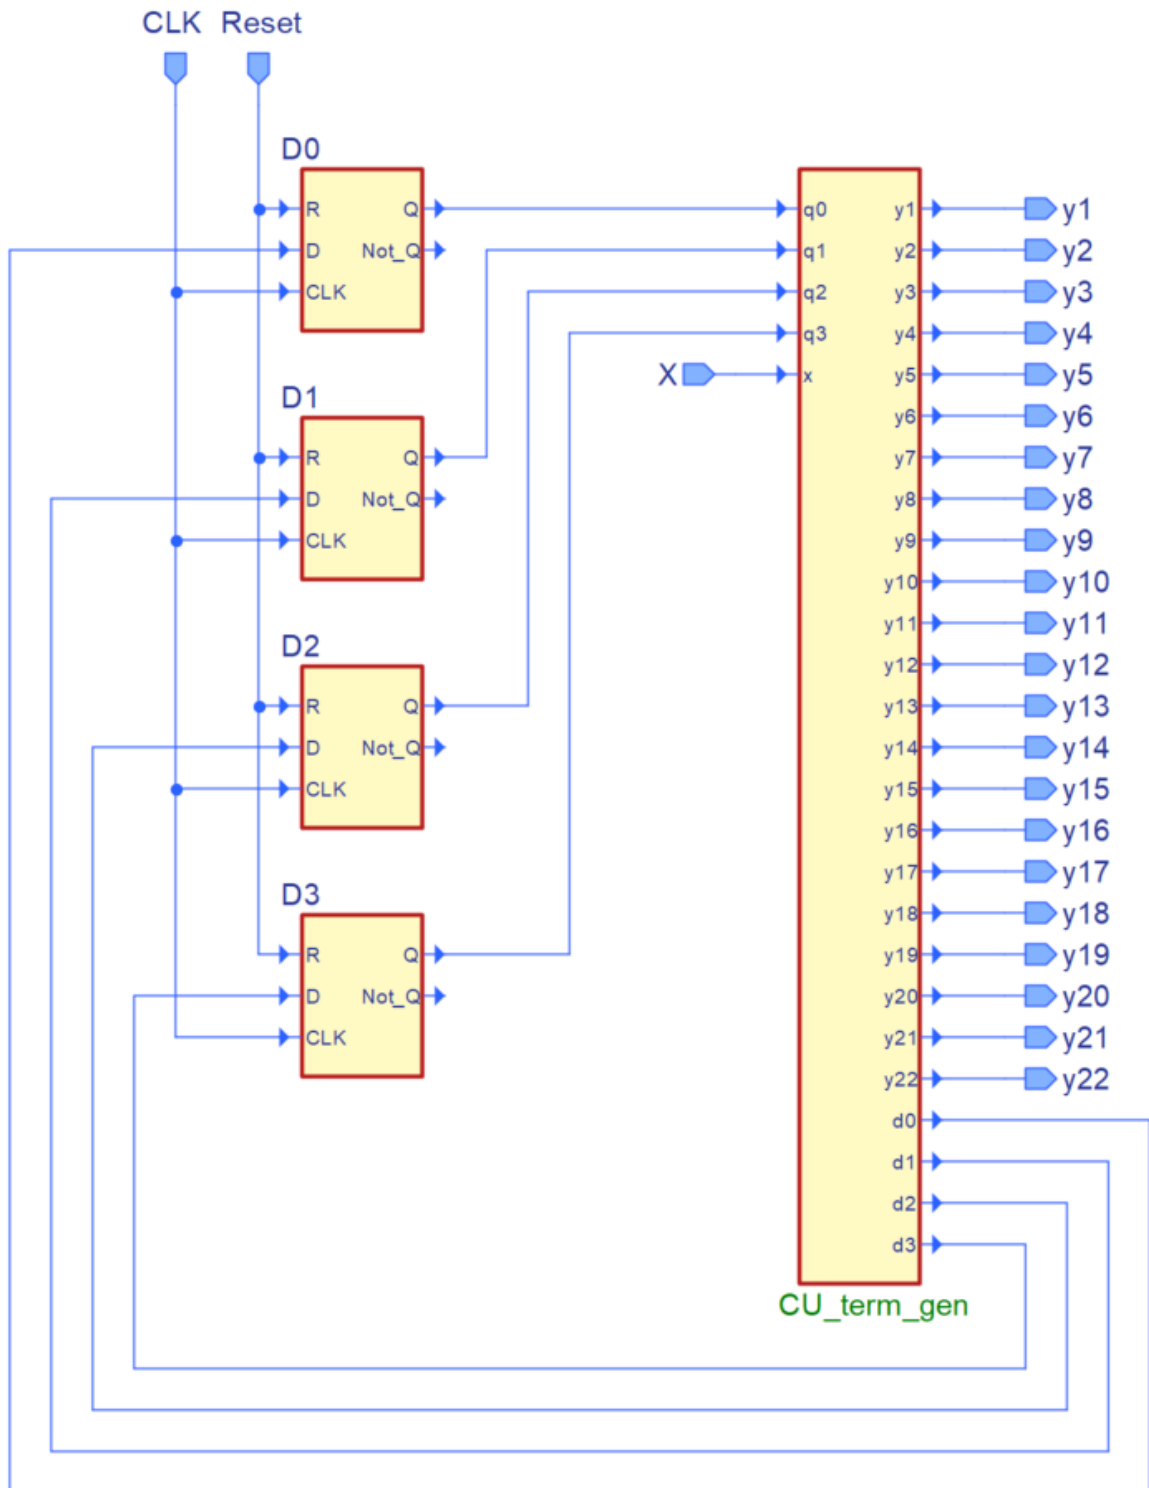 CLK Reset
D0
R Q q0 y1 y1
D Not_Q q1 y2 y2
CLK q2 y3 y3
q3 y4 y4
X x y5 y5
D1
y6 y6
R Q y7 y7
D Not_Q y8 y8
CLK y9 y9
y10 y10
y11 y11
D2
y12 y12
R Q y13 y13
D Not_Q y14 y14
CLK y15 y15
y16 y16
y17 y17
D3
y18 y18
R Q y19 y19
D Not_Q y20 y20
CLK y21 y21
y22 y22
d0
d1
d2
d3
CU_term_gen